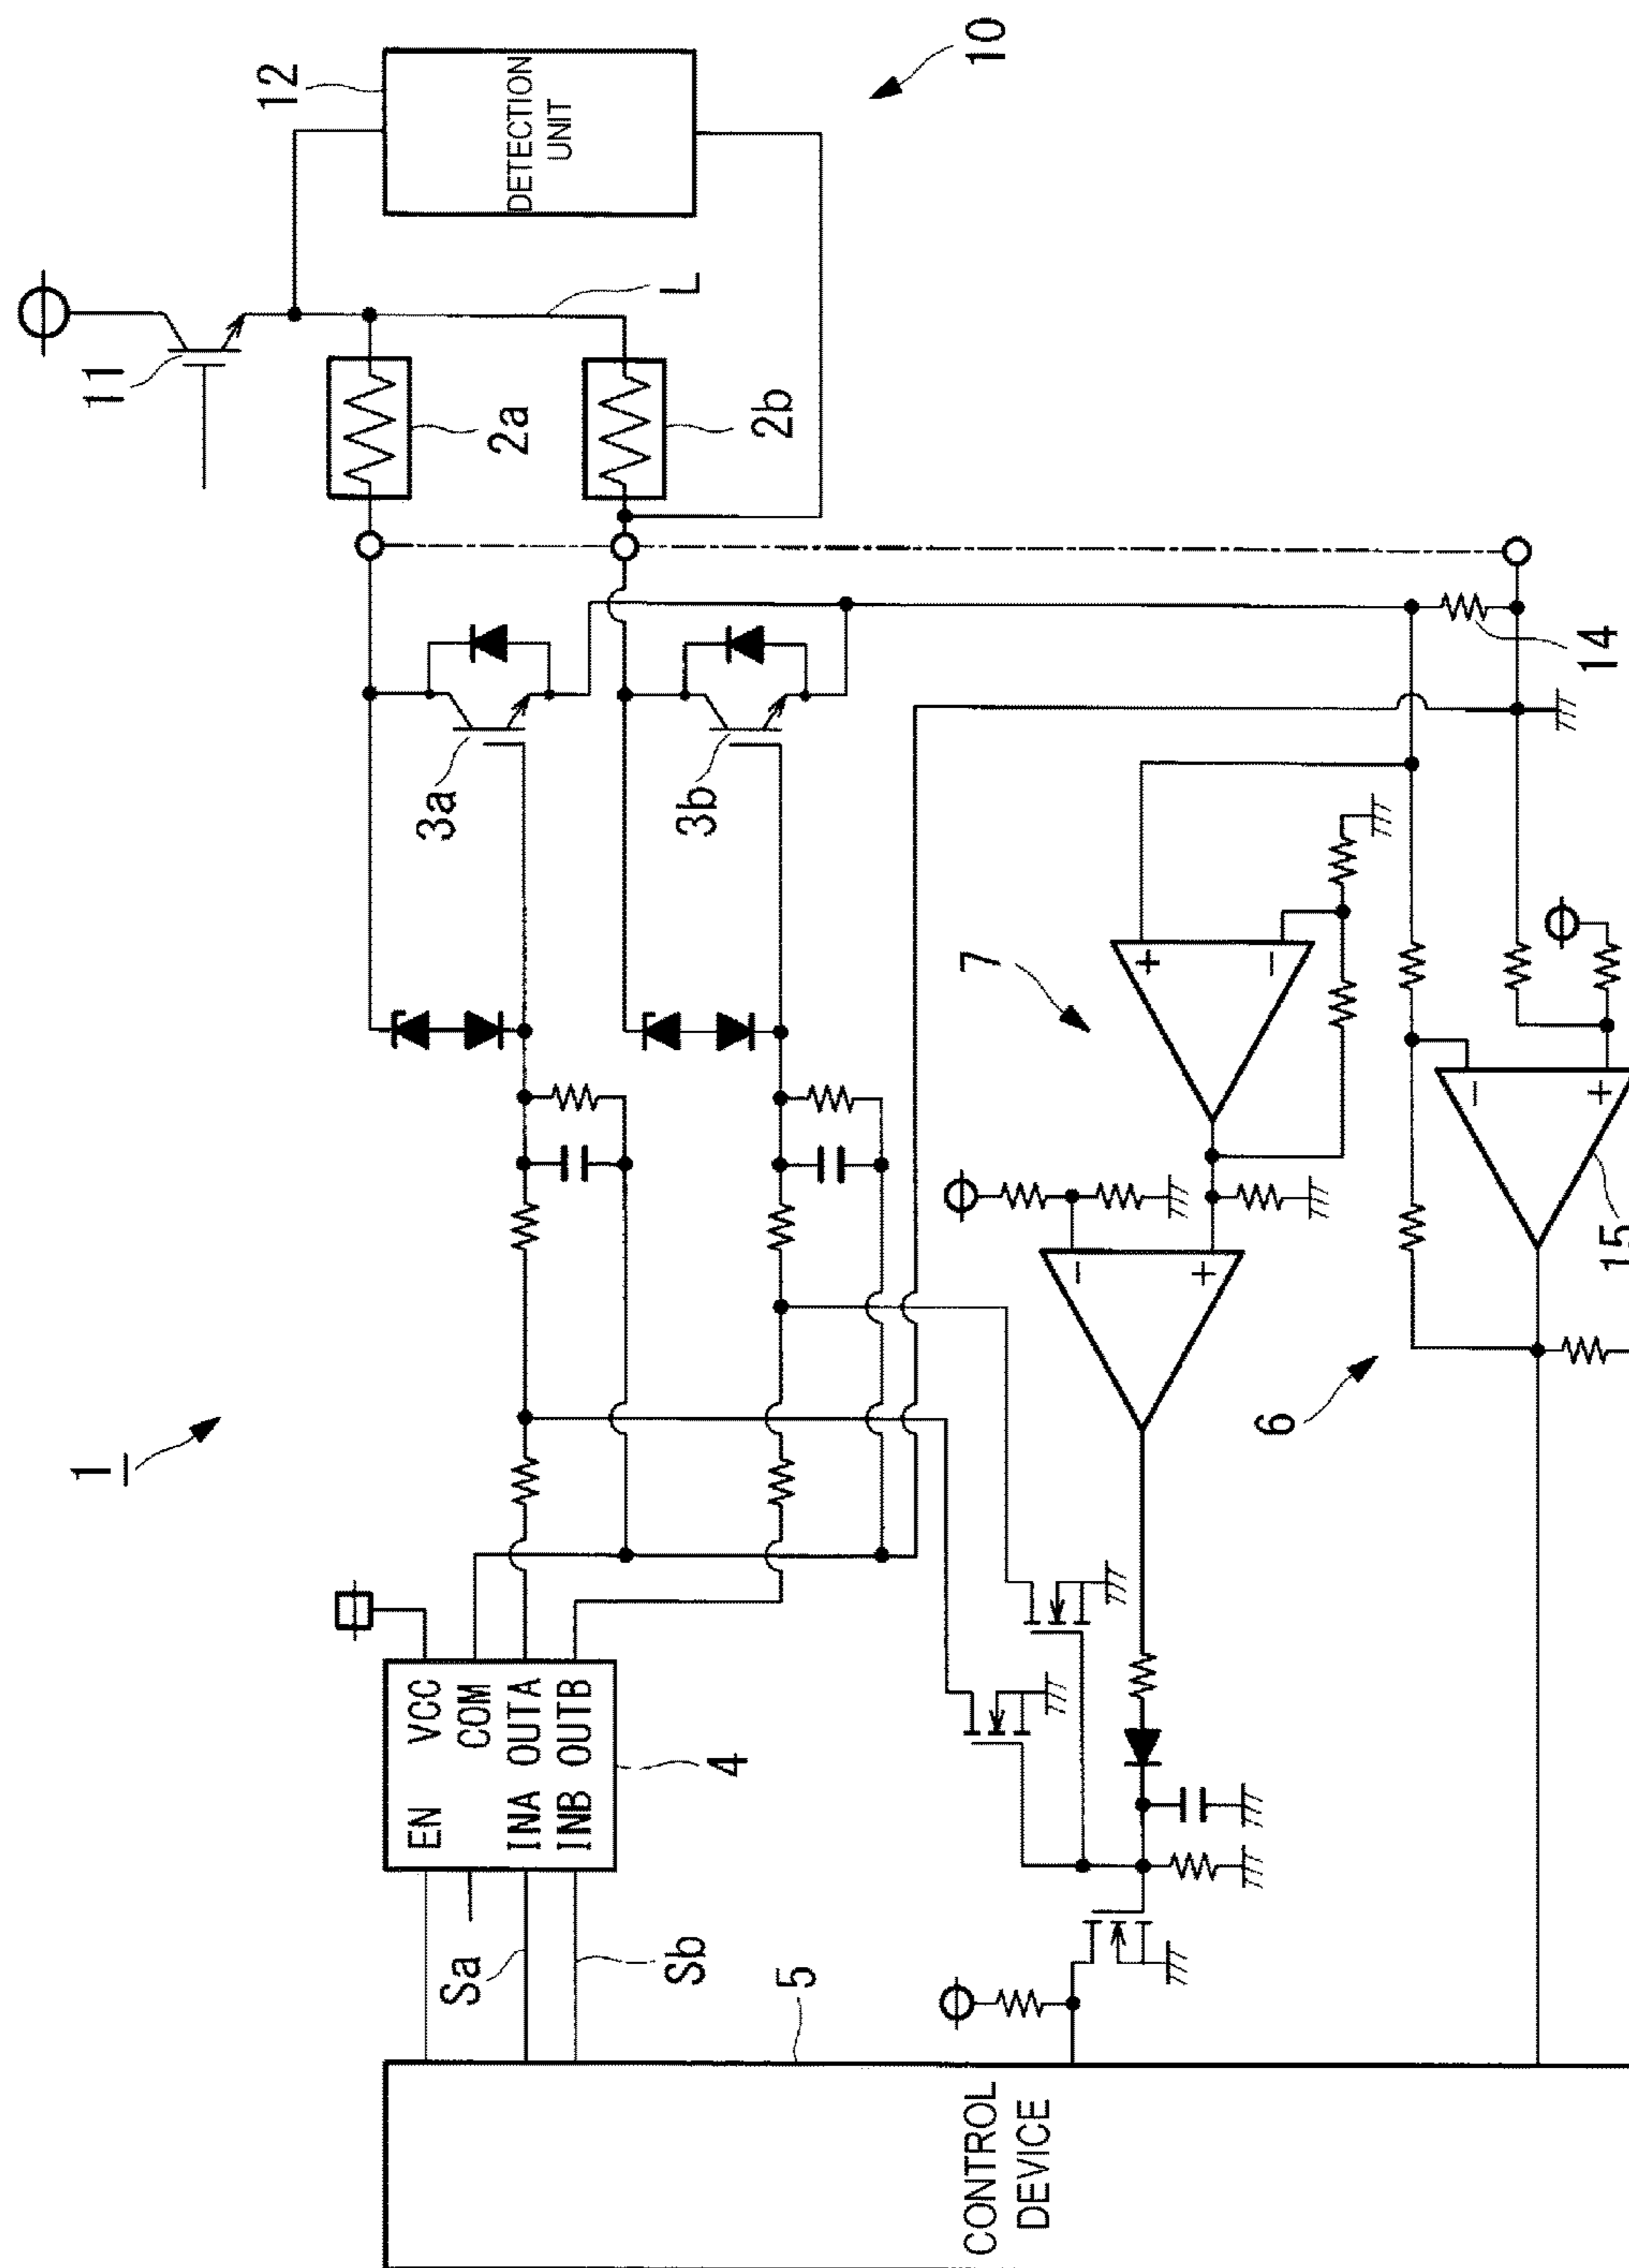 1
4
EN VCC
COM
INA OUTA
INB OUTB
Sa
Sb
5
CONTROL
DEVICE
3a
3b
11
2a
2b
L
12
DETECTION
UNIT
10
7
+
−
−
+
6
−
+
15
14